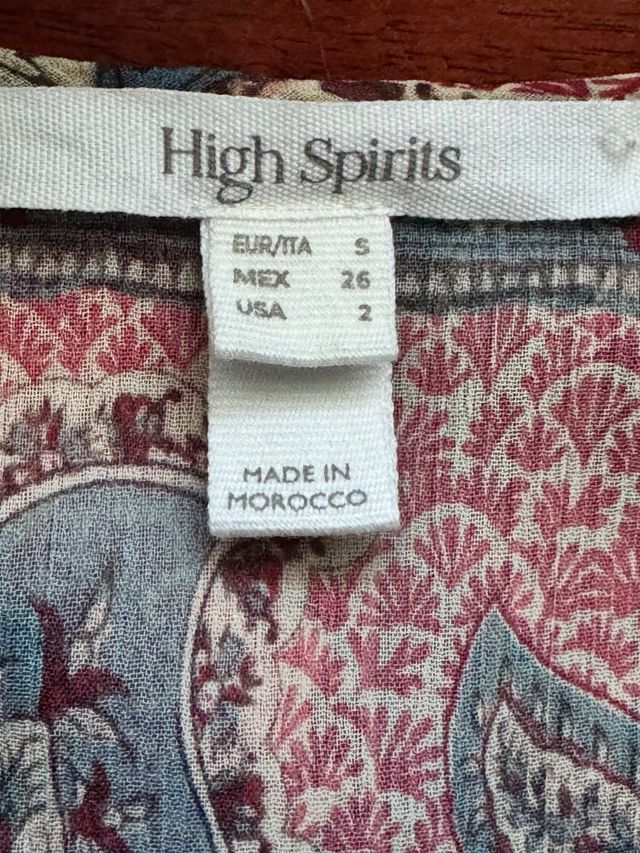 High Spirits
EUR/ITA S
MEX 26
USA 2
MADE IN
MOROCCO